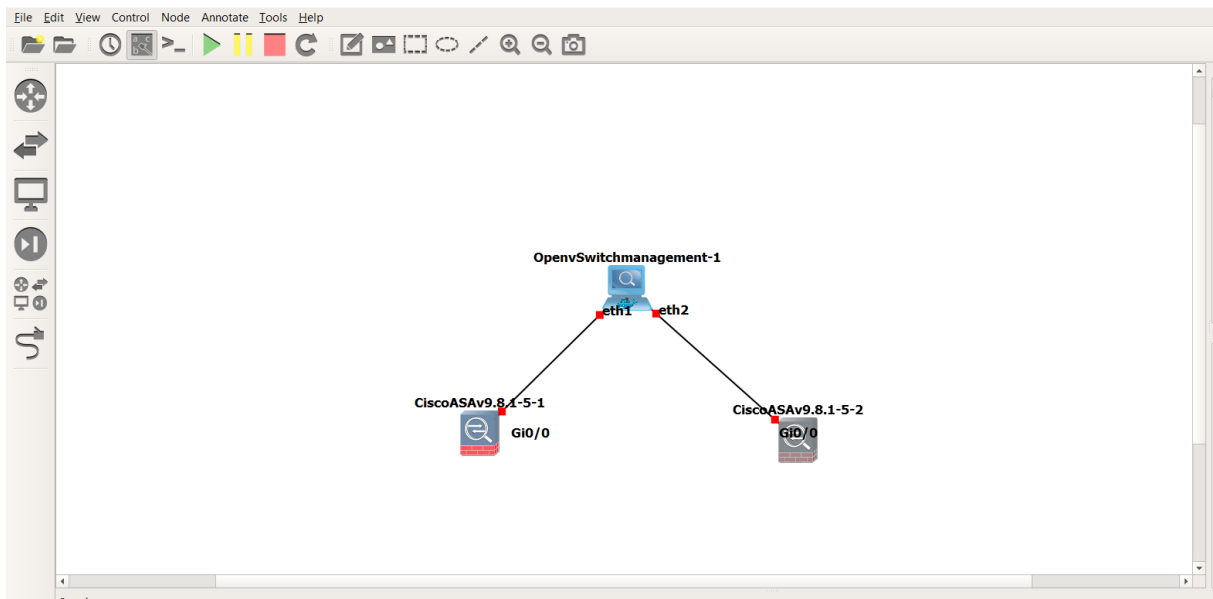 File Edit View Control Node Annotate Tools Help
OpenvSwitchmanagement-1
eth1 eth2
CiscoASAv9.8.1-5-1
CiscoASAv9.8.1-5-2
Gi0/0
Gi0/0